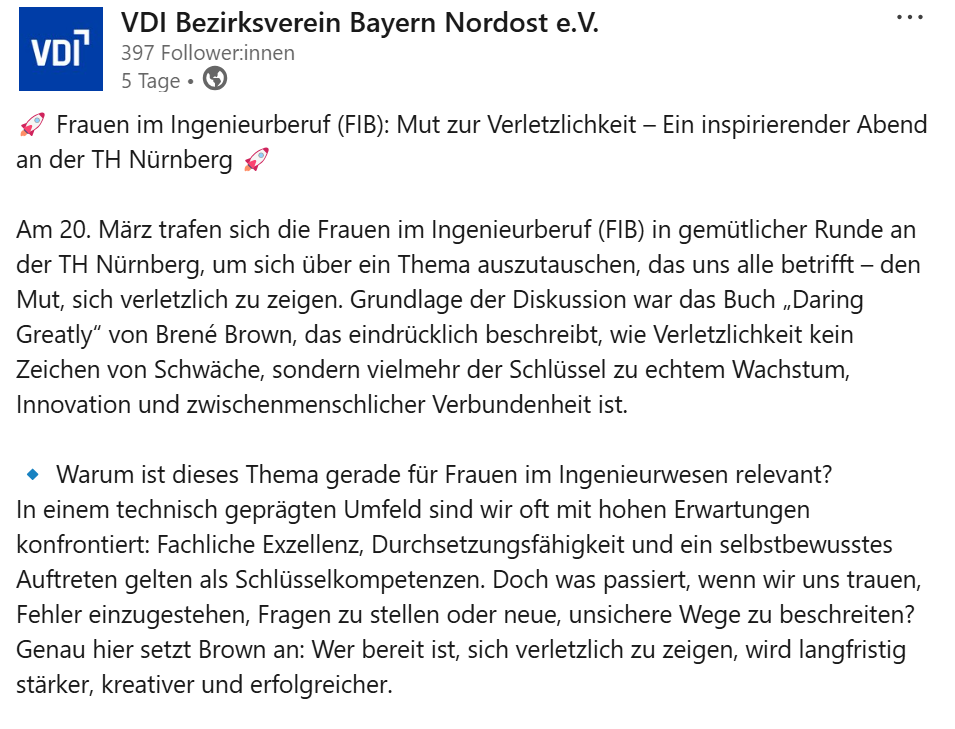 VDI
VDI Bezirksverein Bayern Nordost e.V.
397 Follower:innen
5 Tage •
🚀 Frauen im Ingenieurberuf (FIB): Mut zur Verletzlichkeit – Ein inspirierender Abend
an der TH Nürnberg 🚀
Am 20. März trafen sich die Frauen im Ingenieurberuf (FIB) in gemütlicher Runde an
der TH Nürnberg, um sich über ein Thema auszutauschen, das uns alle betrifft – den
Mut, sich verletzlich zu zeigen. Grundlage der Diskussion war das Buch „Daring
Greatly“ von Brené Brown, das eindrücklich beschreibt, wie Verletzlichkeit kein
Zeichen von Schwäche, sondern vielmehr der Schlüssel zu echtem Wachstum,
Innovation und zwischenmenschlicher Verbundenheit ist.
🔹 Warum ist dieses Thema gerade für Frauen im Ingenieurwesen relevant?
In einem technisch geprägten Umfeld sind wir oft mit hohen Erwartungen
konfrontiert: Fachliche Exzellenz, Durchsetzungsfähigkeit und ein selbstbewusstes
Auftreten gelten als Schlüsselkompetenzen. Doch was passiert, wenn wir uns trauen,
Fehler einzugestehen, Fragen zu stellen oder neue, unsichere Wege zu beschreiten?
Genau hier setzt Brown an: Wer bereit ist, sich verletzlich zu zeigen, wird langfristig
stärker, kreativer und erfolgreicher.